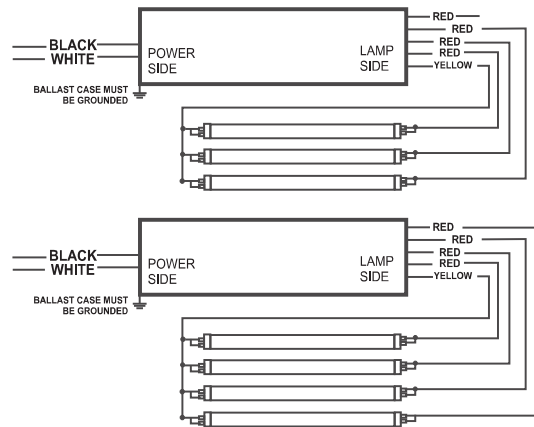 RED
RED
RED
RED
YELLOW
BLACK
WHITE
POWER
SIDE
LAMP
SIDE
BALLAST CASE MUST
BE GROUNDED
RED
RED
RED
RED
YELLOW
BLACK
WHITE
POWER
SIDE
LAMP
SIDE
BALLAST CASE MUST
BE GROUNDED